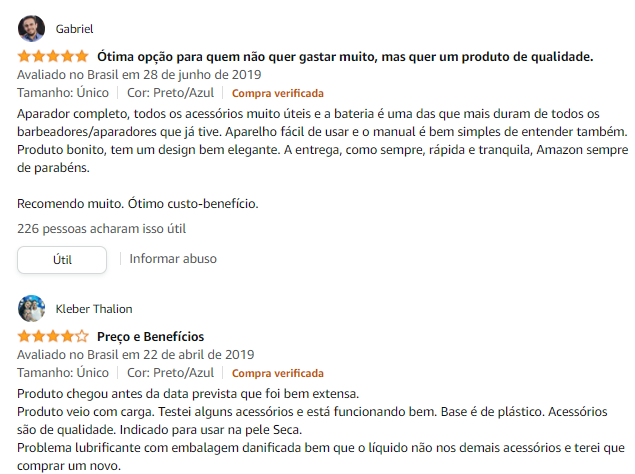 Gabriel
Ótima opção para quem não quer gastar muito, mas quer um produto de qualidade.
Avaliado no Brasil em 28 de junho de 2019
Tamanho: Único | Cor: Preto/Azul | Compra verificada
Aparador completo, todos os acessórios muito úteis e a bateria é uma das que mais duram de todos os
barbeadores/aparadores que já tive. Aparelho fácil de usar e o manual é bem simples de entender também.
Produto bonito, tem um design bem elegante. A entrega, como sempre, rápida e tranquila, Amazon sempre
de parabéns.
Recomendo muito. Ótimo custo-benefício.
226 pessoas acharam isso útil
Útil | Informar abuso
Kleber Thalion
Preço e Benefícios
Avaliado no Brasil em 22 de abril de 2019
Tamanho: Único | Cor: Preto/Azul | Compra verificada
Produto chegou antes da data prevista que foi bem extensa.
Produto veio com carga. Testei alguns acessórios e está funcionando bem. Base é de plástico. Acessórios
são de qualidade. Indicado para usar na pele Seca.
Problema lubrificante com embalagem danificada bem que o líquido não nos demais acessórios e terei que
comprar um novo.